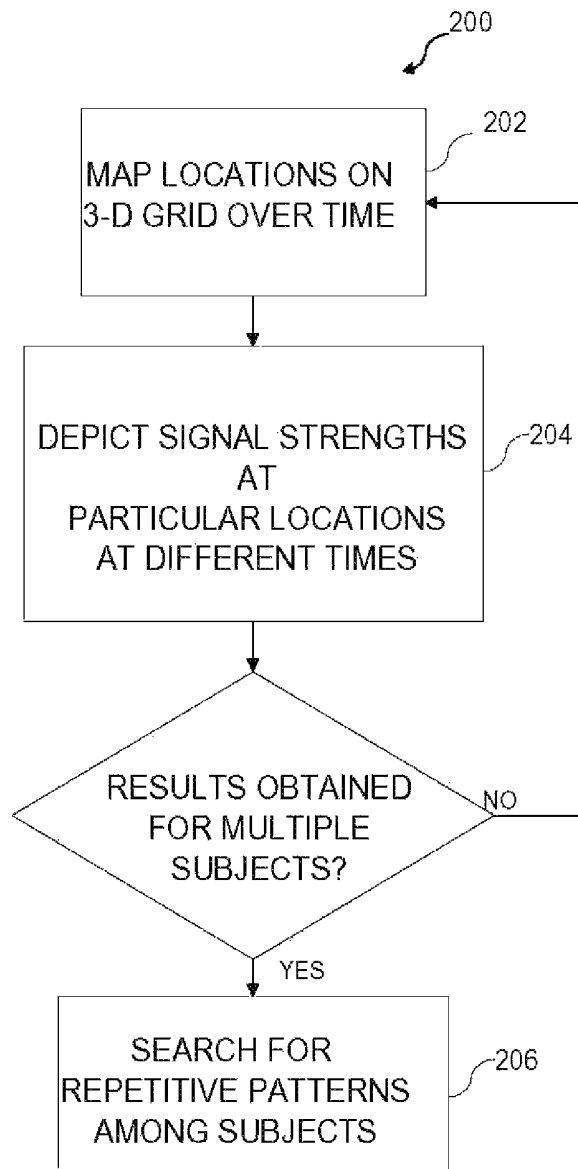 200
202
MAP LOCATIONS ON
3-D GRID OVER TIME
DEPICT SIGNAL STRENGTHS
AT
PARTICULAR LOCATIONS
AT DIFFERENT TIMES
204
RESULTS OBTAINED
FOR MULTIPLE
SUBJECTS?
NO
YES
SEARCH FOR
REPETITIVE PATTERNS
AMONG SUBJECTS
206